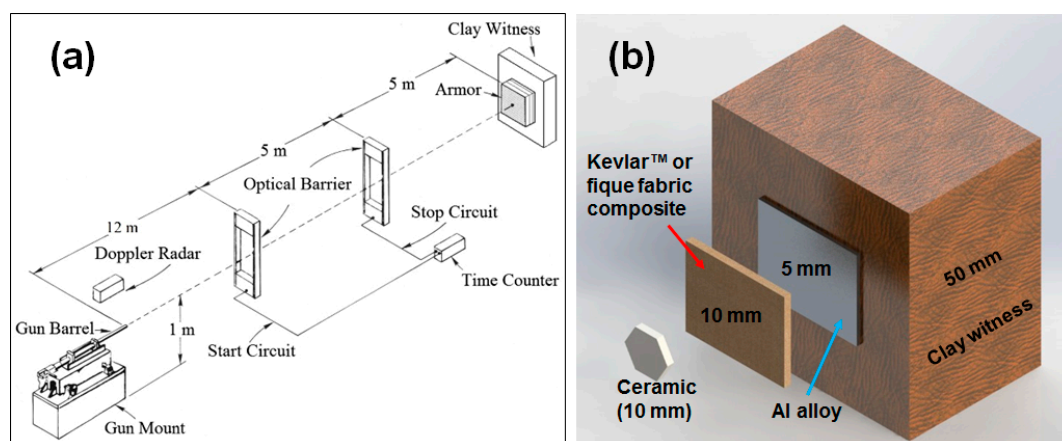 (a)
Clay Witness
5 m
Armor
5 m
Optical Barrier
12 m
Stop Circuit
Doppler Radar
Time Counter
Gun Barrel
1 m
Start Circuit
Gun Mount
(b)
Kevlar™ or
fique fabric
composite
5 mm
50 mm
10 mm
Clay witness
Ceramic
(10 mm)
Al alloy